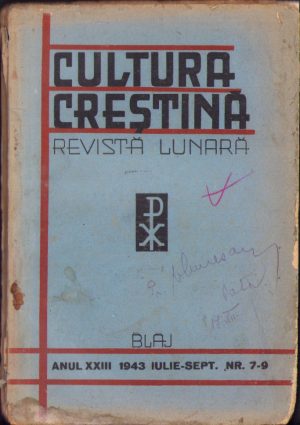 CULTURA
CREȘTINĂ
REVISTĂ LUNARĂ
BLAJ
ANUL XXIII 1943 IULIE-SEPT. NR. 7-9